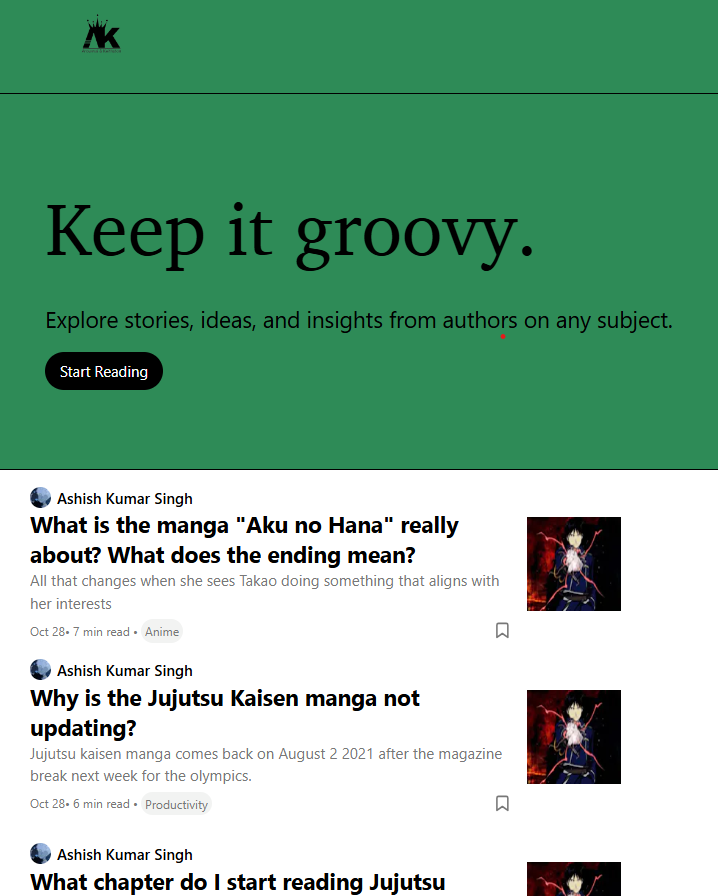 AK
Keep it groovy.
Explore stories, ideas, and insights from authors on any subject.
Start Reading
Ashish Kumar Singh
What is the manga "Aku no Hana" really
about? What does the ending mean?
All that changes when she sees Takao doing something that aligns with
her interests
Oct 28• 7 min read • Anime
Ashish Kumar Singh
Why is the Jujutsu Kaisen manga not
updating?
Jujutsu kaisen manga comes back on August 2 2021 after the magazine
break next week for the olympics.
Oct 28• 6 min read • Productivity
Ashish Kumar Singh
What chapter do I start reading Jujutsu